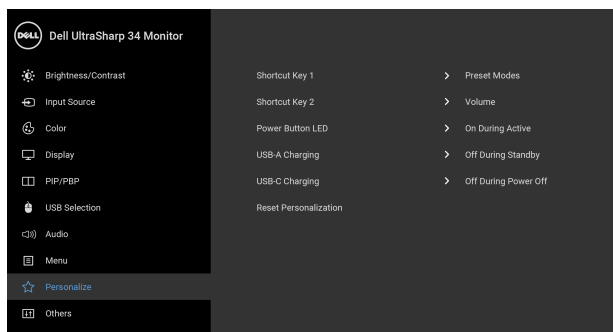 DELL Dell UltraSharp 34 Monitor
Brightness/Contrast
Input Source
Color
Display
PIP/PBP
USB Selection
Audio
Menu
Personalize
Others
Shortcut Key 1 > Preset Modes
Shortcut Key 2 > Volume
Power Button LED > On During Active
USB-A Charging > Off During Standby
USB-C Charging > Off During Power Off
Reset Personalization